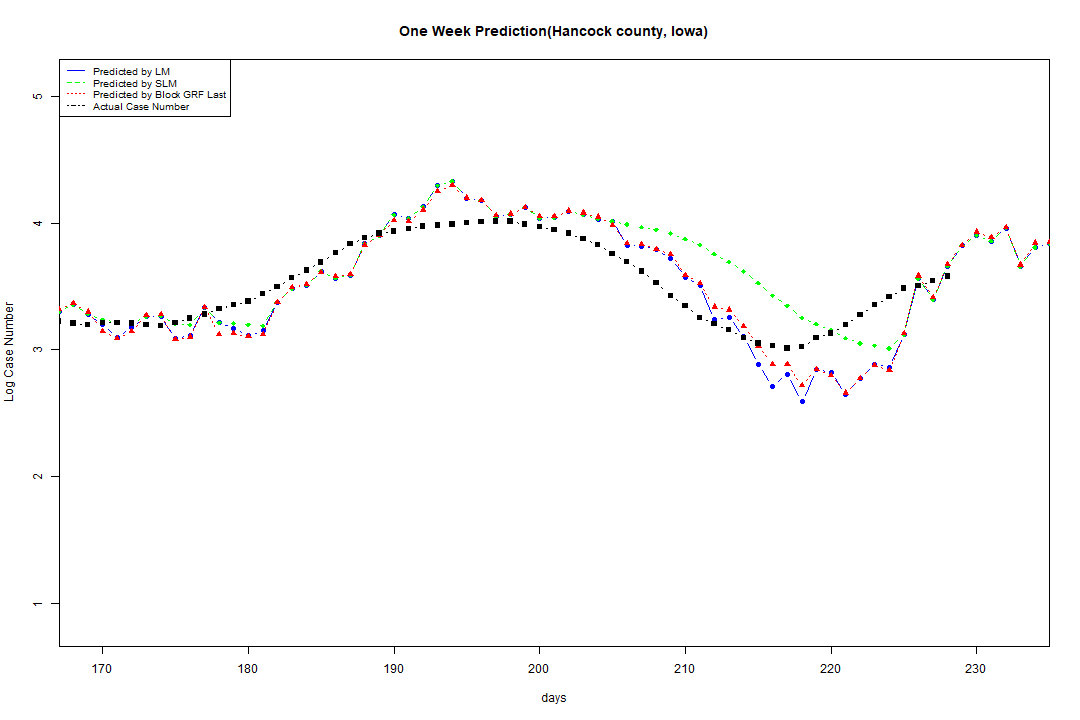 One Week Prediction(Hancock county, Iowa)
Predicted by LM
Predicted by SLM
Predicted by Block GRF Last
Actual Case Number
5
4
3
2
1
Log Case Number
170 180 190 200 210 220 230
days